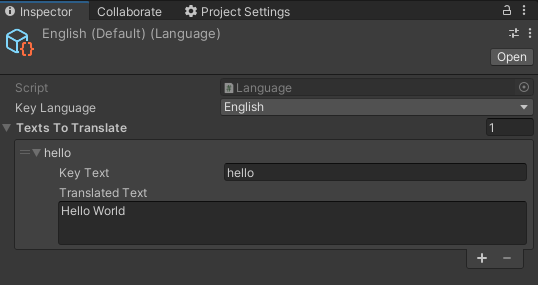 Inspector Collaborate Project Settings
English (Default) (Language)
Open
Script Language
Key Language English
Texts To Translate 1
hello
Key Text hello
Translated Text
Hello World
+ −